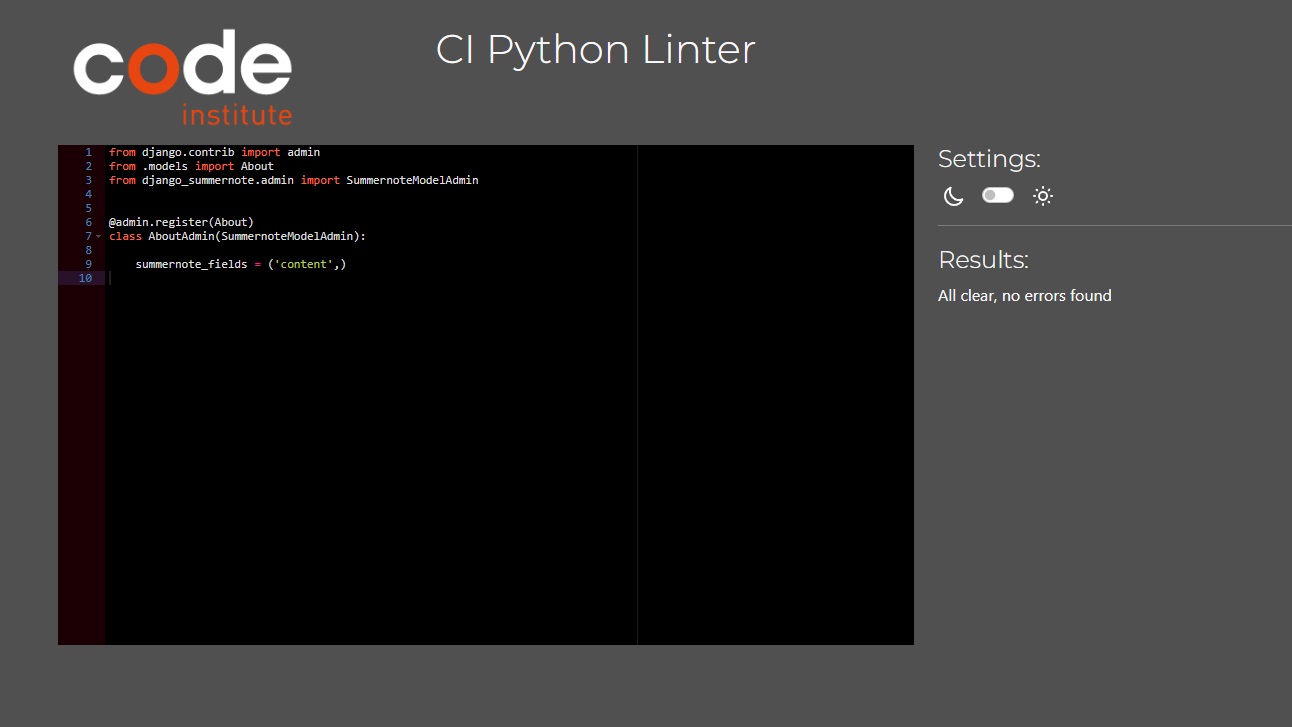 code
institute
CI Python Linter
1 from django.contrib import admin
2 from .models import About
3 from django_summernote.admin import SummernoteModelAdmin
4
5
6 @admin.register(About)
7 class AboutAdmin(SummernoteModelAdmin):
8
9     summernote_fields = ('content',)
10
Settings:
Results:
All clear, no errors found